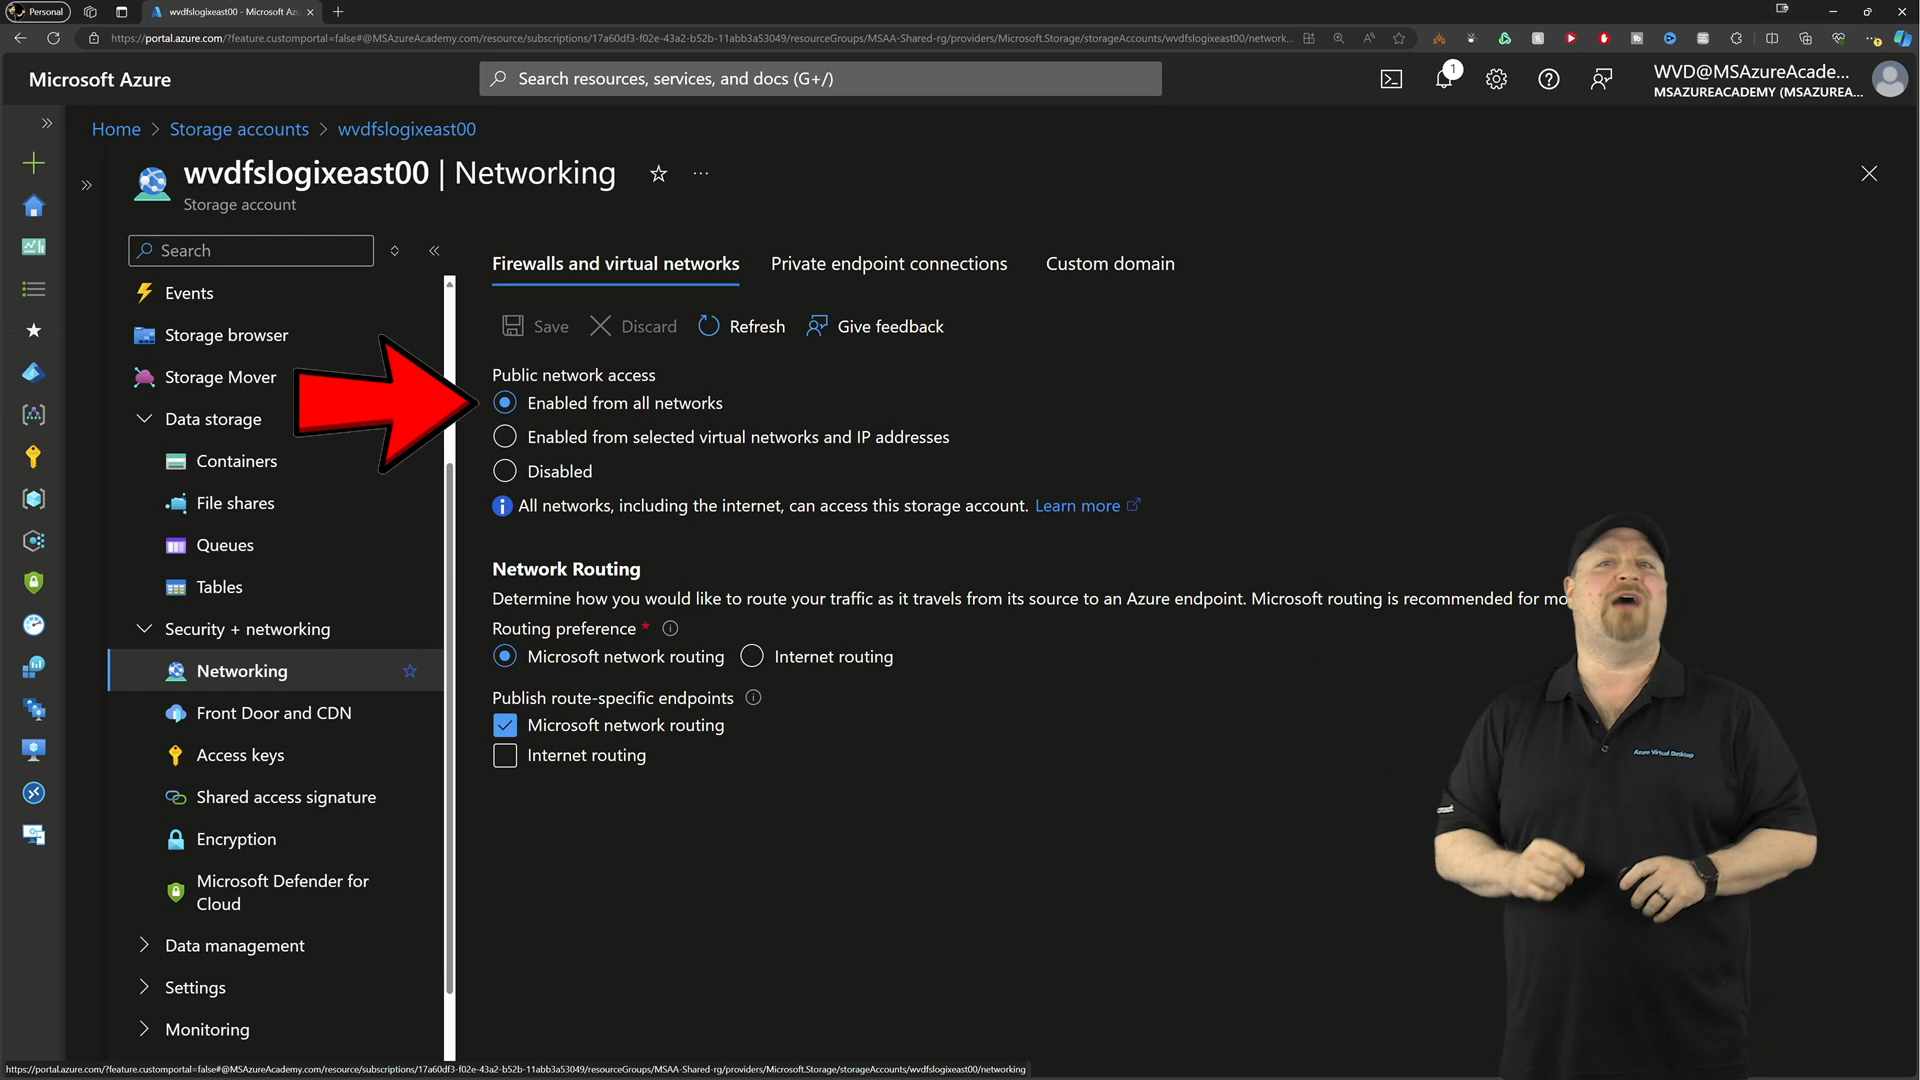 Personal
wvdfslogixeast00 - Microsoft Az
https://portal.azure.com/?feature.customportal=false#@MSAzureAcademy.com/resource/subscriptions/17a60df3-f02e-43a2-b52b-11abb3a53049/resourceGroups/MSAA-Shared-rg/providers/Microsoft.Storage/storageAccounts/wvdfslogixeast00/network...
Microsoft Azure
Search resources, services, and docs (G+/)
1
WVD@MSAzureAcade...
MSAZUREACADEMY (MSAZUREA...
Home > Storage accounts > wvdfslogixeast00
wvdfslogixeast00 | Networking
Storage account
Search
Events
Storage browser
Storage Mover
Data storage
Containers
File shares
Queues
Tables
Security + networking
Networking
Front Door and CDN
Access keys
Shared access signature
Encryption
Microsoft Defender for
Cloud
Data management
Settings
Monitoring
Firewalls and virtual networks
Private endpoint connections
Custom domain
Save
Discard
Refresh
Give feedback
Public network access
Enabled from all networks
Enabled from selected virtual networks and IP addresses
Disabled
All networks, including the internet, can access this storage account. Learn more
Network Routing
Determine how you would like to route your traffic as it travels from its source to an Azure endpoint. Microsoft routing is recommended for mo
Routing preference *
Microsoft network routing
Internet routing
Publish route-specific endpoints
Microsoft network routing
Internet routing
Azure Virtual Desktop
https://portal.azure.com/?feature.customportal=false#@MSAzureAcademy.com/resource/subscriptions/17a60df3-f02e-43a2-b52b-11abb3a53049/resourceGroups/MSAA-Shared-rg/providers/Microsoft.Storage/storageAccounts/wvdfslogixeast00/networking